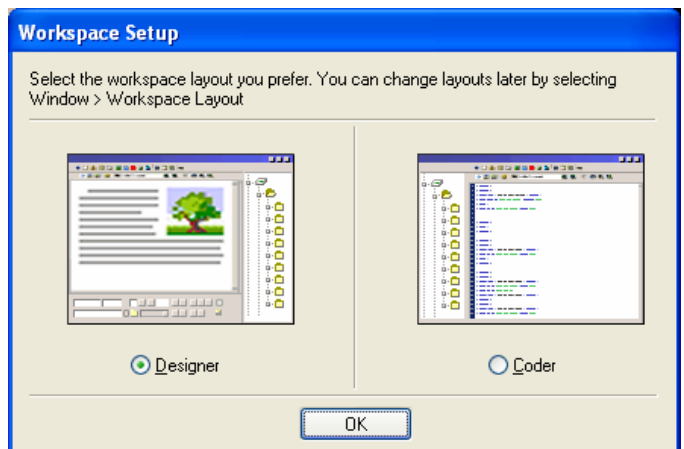 Workspace Setup
Select the workspace layout you prefer. You can change layouts later by selecting
Window > Workspace Layout
Designer
Coder
OK